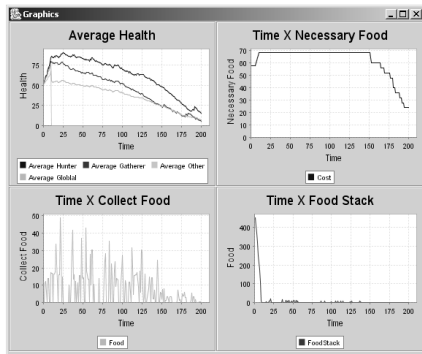 Graphics
Average Health
Health
75
50
25
0
0 25 50 75 100 125 150 175 200
Time
Average Hunter Average Gatherer Average Other
Average Globlal
Time X Necessary Food
Necessary Food
70
60
50
40
30
20
10
0
0 25 50 75 100 125 150 175 200
Time
Cost
Time X Collect Food
Collect Food
50
40
30
20
10
0
0 25 50 75 100 125 150 175 200
Time
Food
Time X Food Stack
Food
400
300
200
100
0
0 25 50 75 100 125 150 175 200
Time
FoodStack